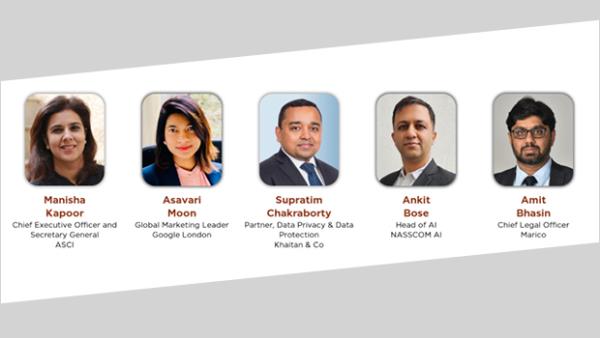 Manisha
Kapoor
Chief Executive Officer and
Secretary General
ASCI
Asavari
Moon
Global Marketing Leader
Google London
Supratim
Chakraborty
Partner, Data Privacy & Data
Protection
Khaitan & Co
Ankit
Bose
Head of AI
NASSCOM AI
Amit
Bhasin
Chief Legal Officer
Marico